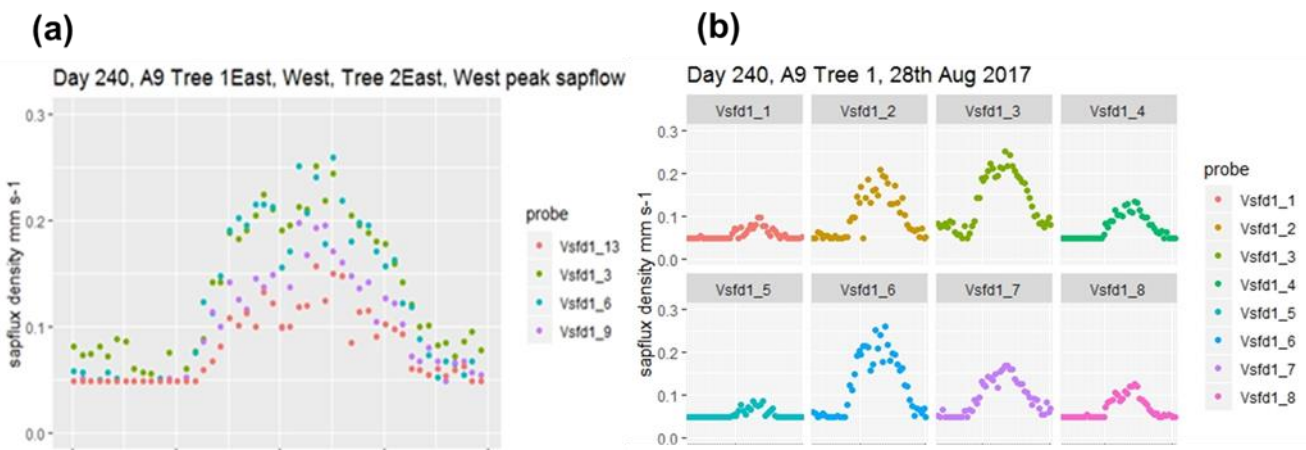 (a)
Day 240, A9 Tree 1East, West, Tree 2East, West peak sapflow
0.3
0.2
0.1
0.0
sapflux density mm s-1
probe
Vsfd1_13
Vsfd1_3
Vsfd1_6
Vsfd1_9
(b)
Day 240, A9 Tree 1, 28th Aug 2017
Vsfd1_1 Vsfd1_2 Vsfd1_3 Vsfd1_4
0.3
0.2
0.1
0.0
Vsfd1_5 Vsfd1_6 Vsfd1_7 Vsfd1_8
0.3
0.2
0.1
0.0
sapflux density mm s-1
probe
Vsfd1_1
Vsfd1_2
Vsfd1_3
Vsfd1_4
Vsfd1_5
Vsfd1_6
Vsfd1_7
Vsfd1_8